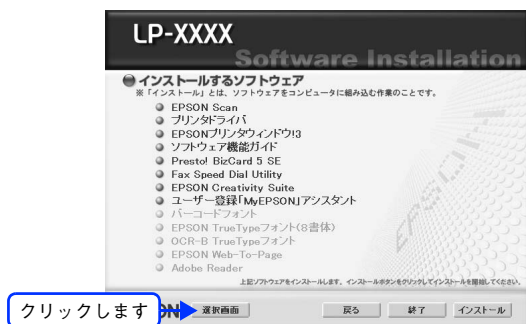 LP-XXXX
Software Installation
インストールするソフトウェア
※「インストール」とは、ソフトウェアをコンピュータに組み込む作業のことです。
EPSON Scan
プリンタドライバ
EPSONプリンタウィンドウ!3
ソフトウェア機能ガイド
Presto! BizCard 5 SE
Fax Speed Dial Utility
EPSON Creativity Suite
ユーザー登録「MyEPSON」アシスタント
バーコードフォント
EPSON TrueTypeフォント(8書体)
OCR-B TrueTypeフォント
EPSON Web-To-Page
Adobe Reader
上記ソフトウェアをインストールします。インストールボタンをクリックしてインストールを開始してください。
クリックします
選択画面 戻る 終了 インストール